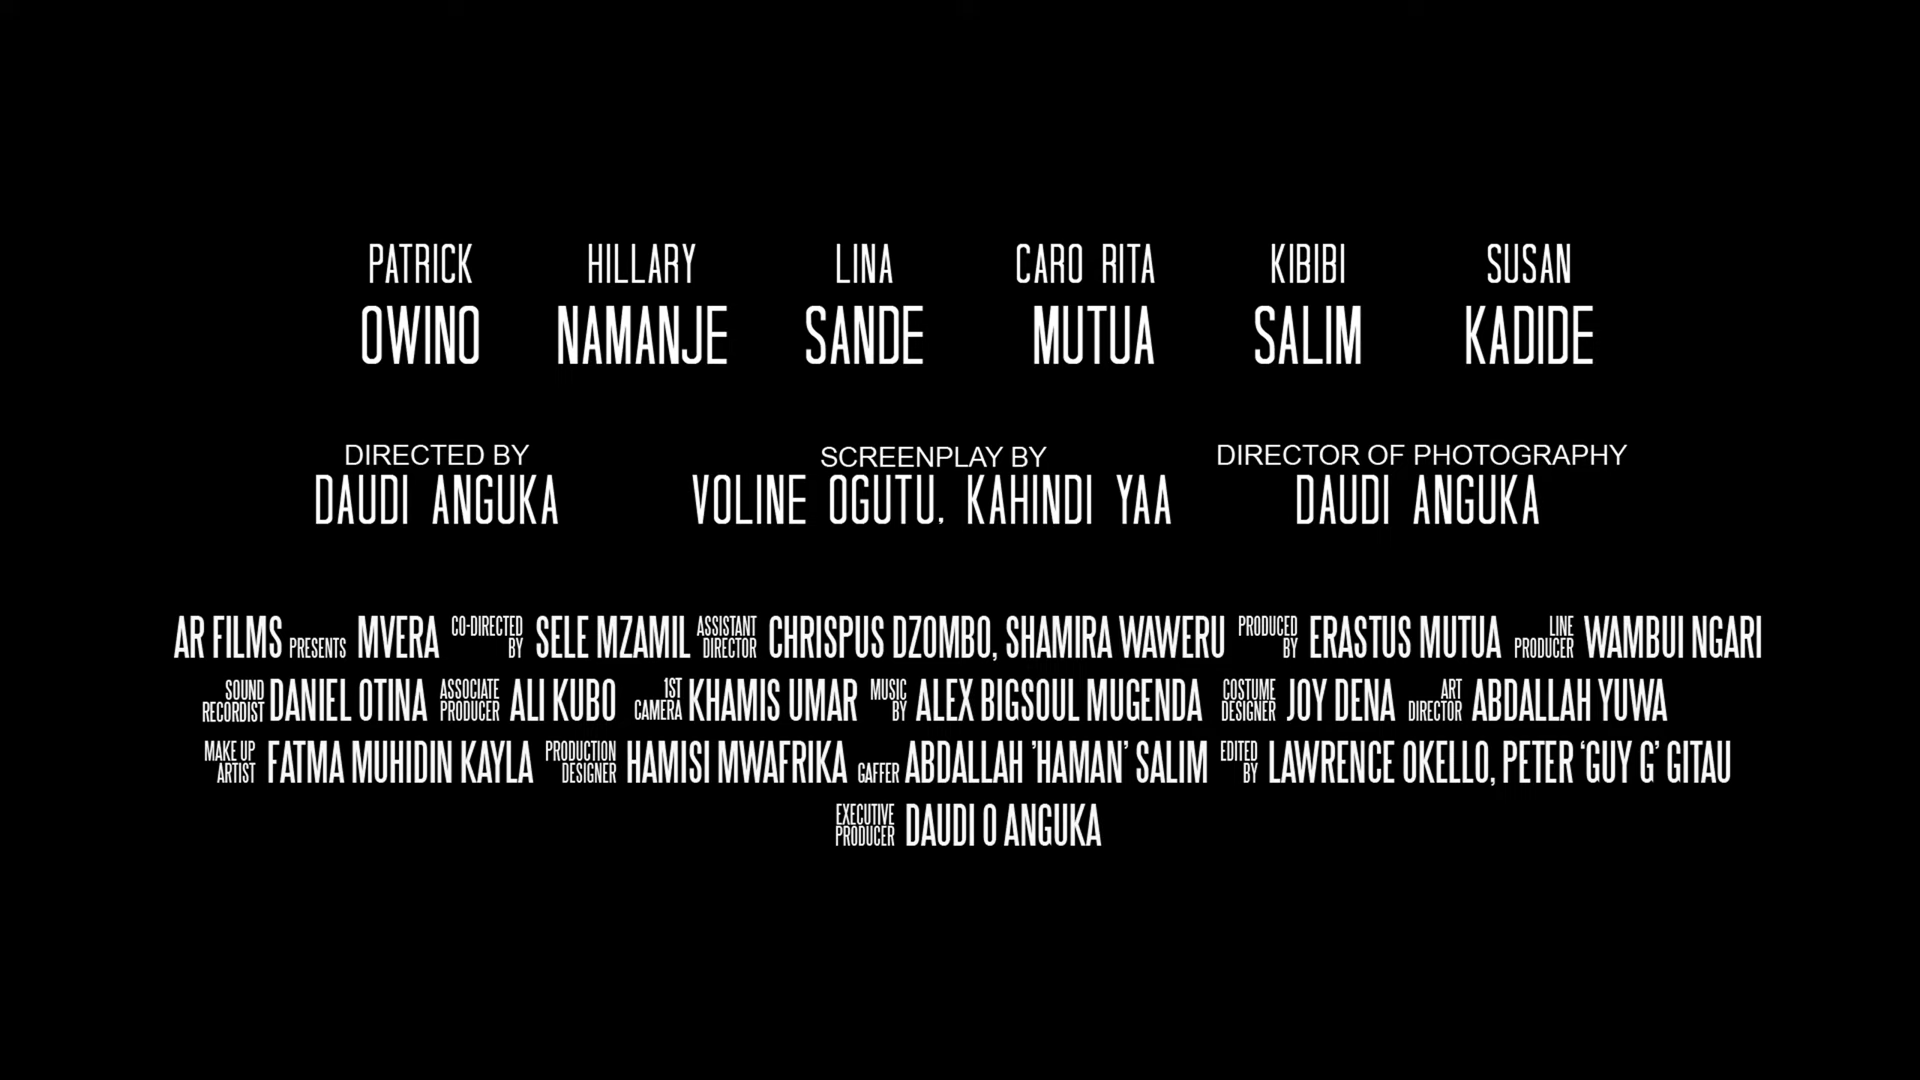 PATRICK HILLARY LINA CARO RITA KIBIBI SUSAN
OWINO NAMANJE SANDE MUTUA SALIM KADIDE
DIRECTED BY SCREENPLAY BY DIRECTOR OF PHOTOGRAPHY
DAUDI ANGUKA VOLINE OGUTU, KAHINDI YAA DAUDI ANGUKA
AR FILMS PRESENTS MVERA CO-DIRECTED BY SELE MZAMIL ASSISTANT DIRECTOR CHRISPUS DZOMBO, SHAMIRA WAWERU PRODUCED BY ERASTUS MUTUA LINE PRODUCER WAMBUI NGARI
SOUND RECORDIST DANIEL OTINA ASSOCIATE PRODUCER ALI KUBO 1ST CAMERA KHAMIS UMAR MUSIC BY ALEX BIGSOUL MUGENDA COSTUME DESIGNER JOY DENA ART DIRECTOR ABDALLAH YUWA
MAKE UP ARTIST FATMA MUHIDIN KAYLA PRODUCTION DESIGNER HAMISI MWAFRIKA GAFFER ABDALLAH 'HAMAN' SALIM EDITED BY LAWRENCE OKELLO, PETER 'GUY G' GITAU
EXECUTIVE PRODUCER DAUDI O ANGUKA